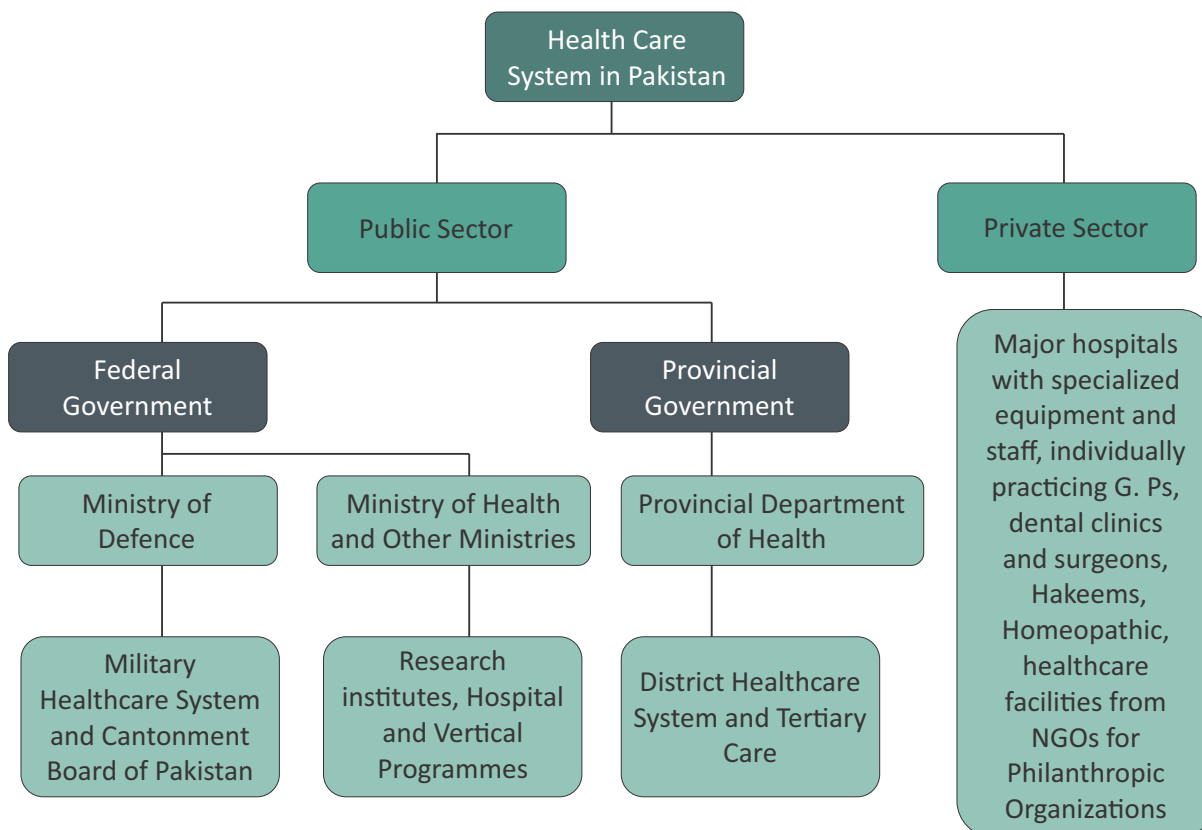 Health Care
System in Pakistan
Public Sector
Private Sector
Federal
Government
Provincial
Government
Major hospitals
with specialized
equipment and
staff, individually
practicing G. Ps,
dental clinics
and surgeons,
Hakeems,
Homeopathic,
healthcare
facilities from
NGOs for
Philanthropic
Organizations
Ministry of
Defence
Ministry of Health
and Other Ministries
Provincial Department
of Health
Military
Healthcare System
and Cantonment
Board of Pakistan
Research
institutes, Hospital
and Vertical
Programmes
District Healthcare
System and Tertiary
Care